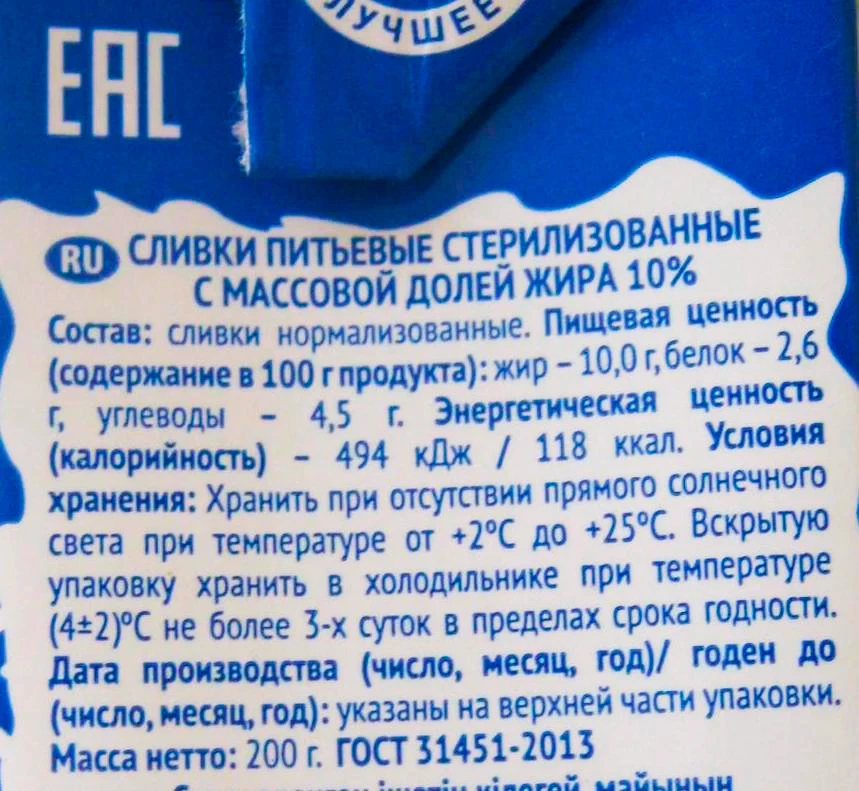 ЛУЧШЕЕ
ЕАС
RU СЛИВКИ ПИТЬЕВЫЕ СТЕРИЛИЗОВАННЫЕ
С МАССОВОЙ ДОЛЕЙ ЖИРА 10%
Состав: сливки нормализованные. Пищевая ценность
(содержание в 100 г продукта): жир – 10,0 г, белок – 2,6
г, углеводы – 4,5 г. Энергетическая ценность
(калорийность) – 494 кДж / 118 ккал. Условия
хранения: Хранить при отсутствии прямого солнечного
света при температуре от +2°С до +25°С. Вскрытую
упаковку хранить в холодильнике при температуре
(4±2)°С не более 3-х суток в пределах срока годности.
Дата производства (число, месяц, год)/ годен до
(число, месяц, год): указаны на верхней части упаковки.
Масса нетто: 200 г. ГОСТ 31451-2013
ішетін кілегей, майының